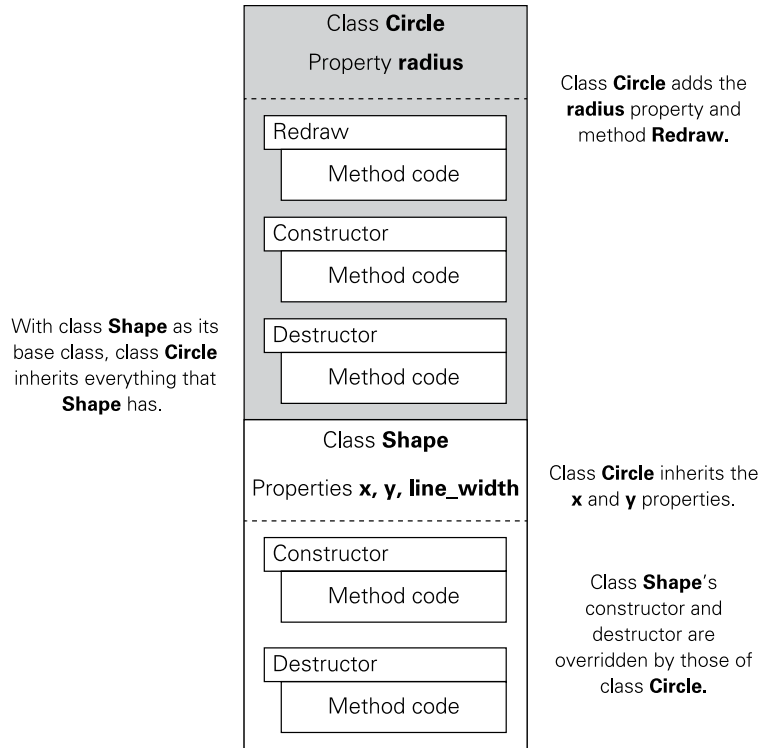 Class Circle
Property radius
Class Circle adds the
radius property and
method Redraw.
Redraw
Method code
Constructor
Method code
Destructor
Method code
With class Shape as its
base class, class Circle
inherits everything that
Shape has.
Class Shape
Properties x, y, line_width
Class Circle inherits the
x and y properties.
Constructor
Method code
Destructor
Method code
Class Shape’s
constructor and
destructor are
overridden by those of
class Circle.